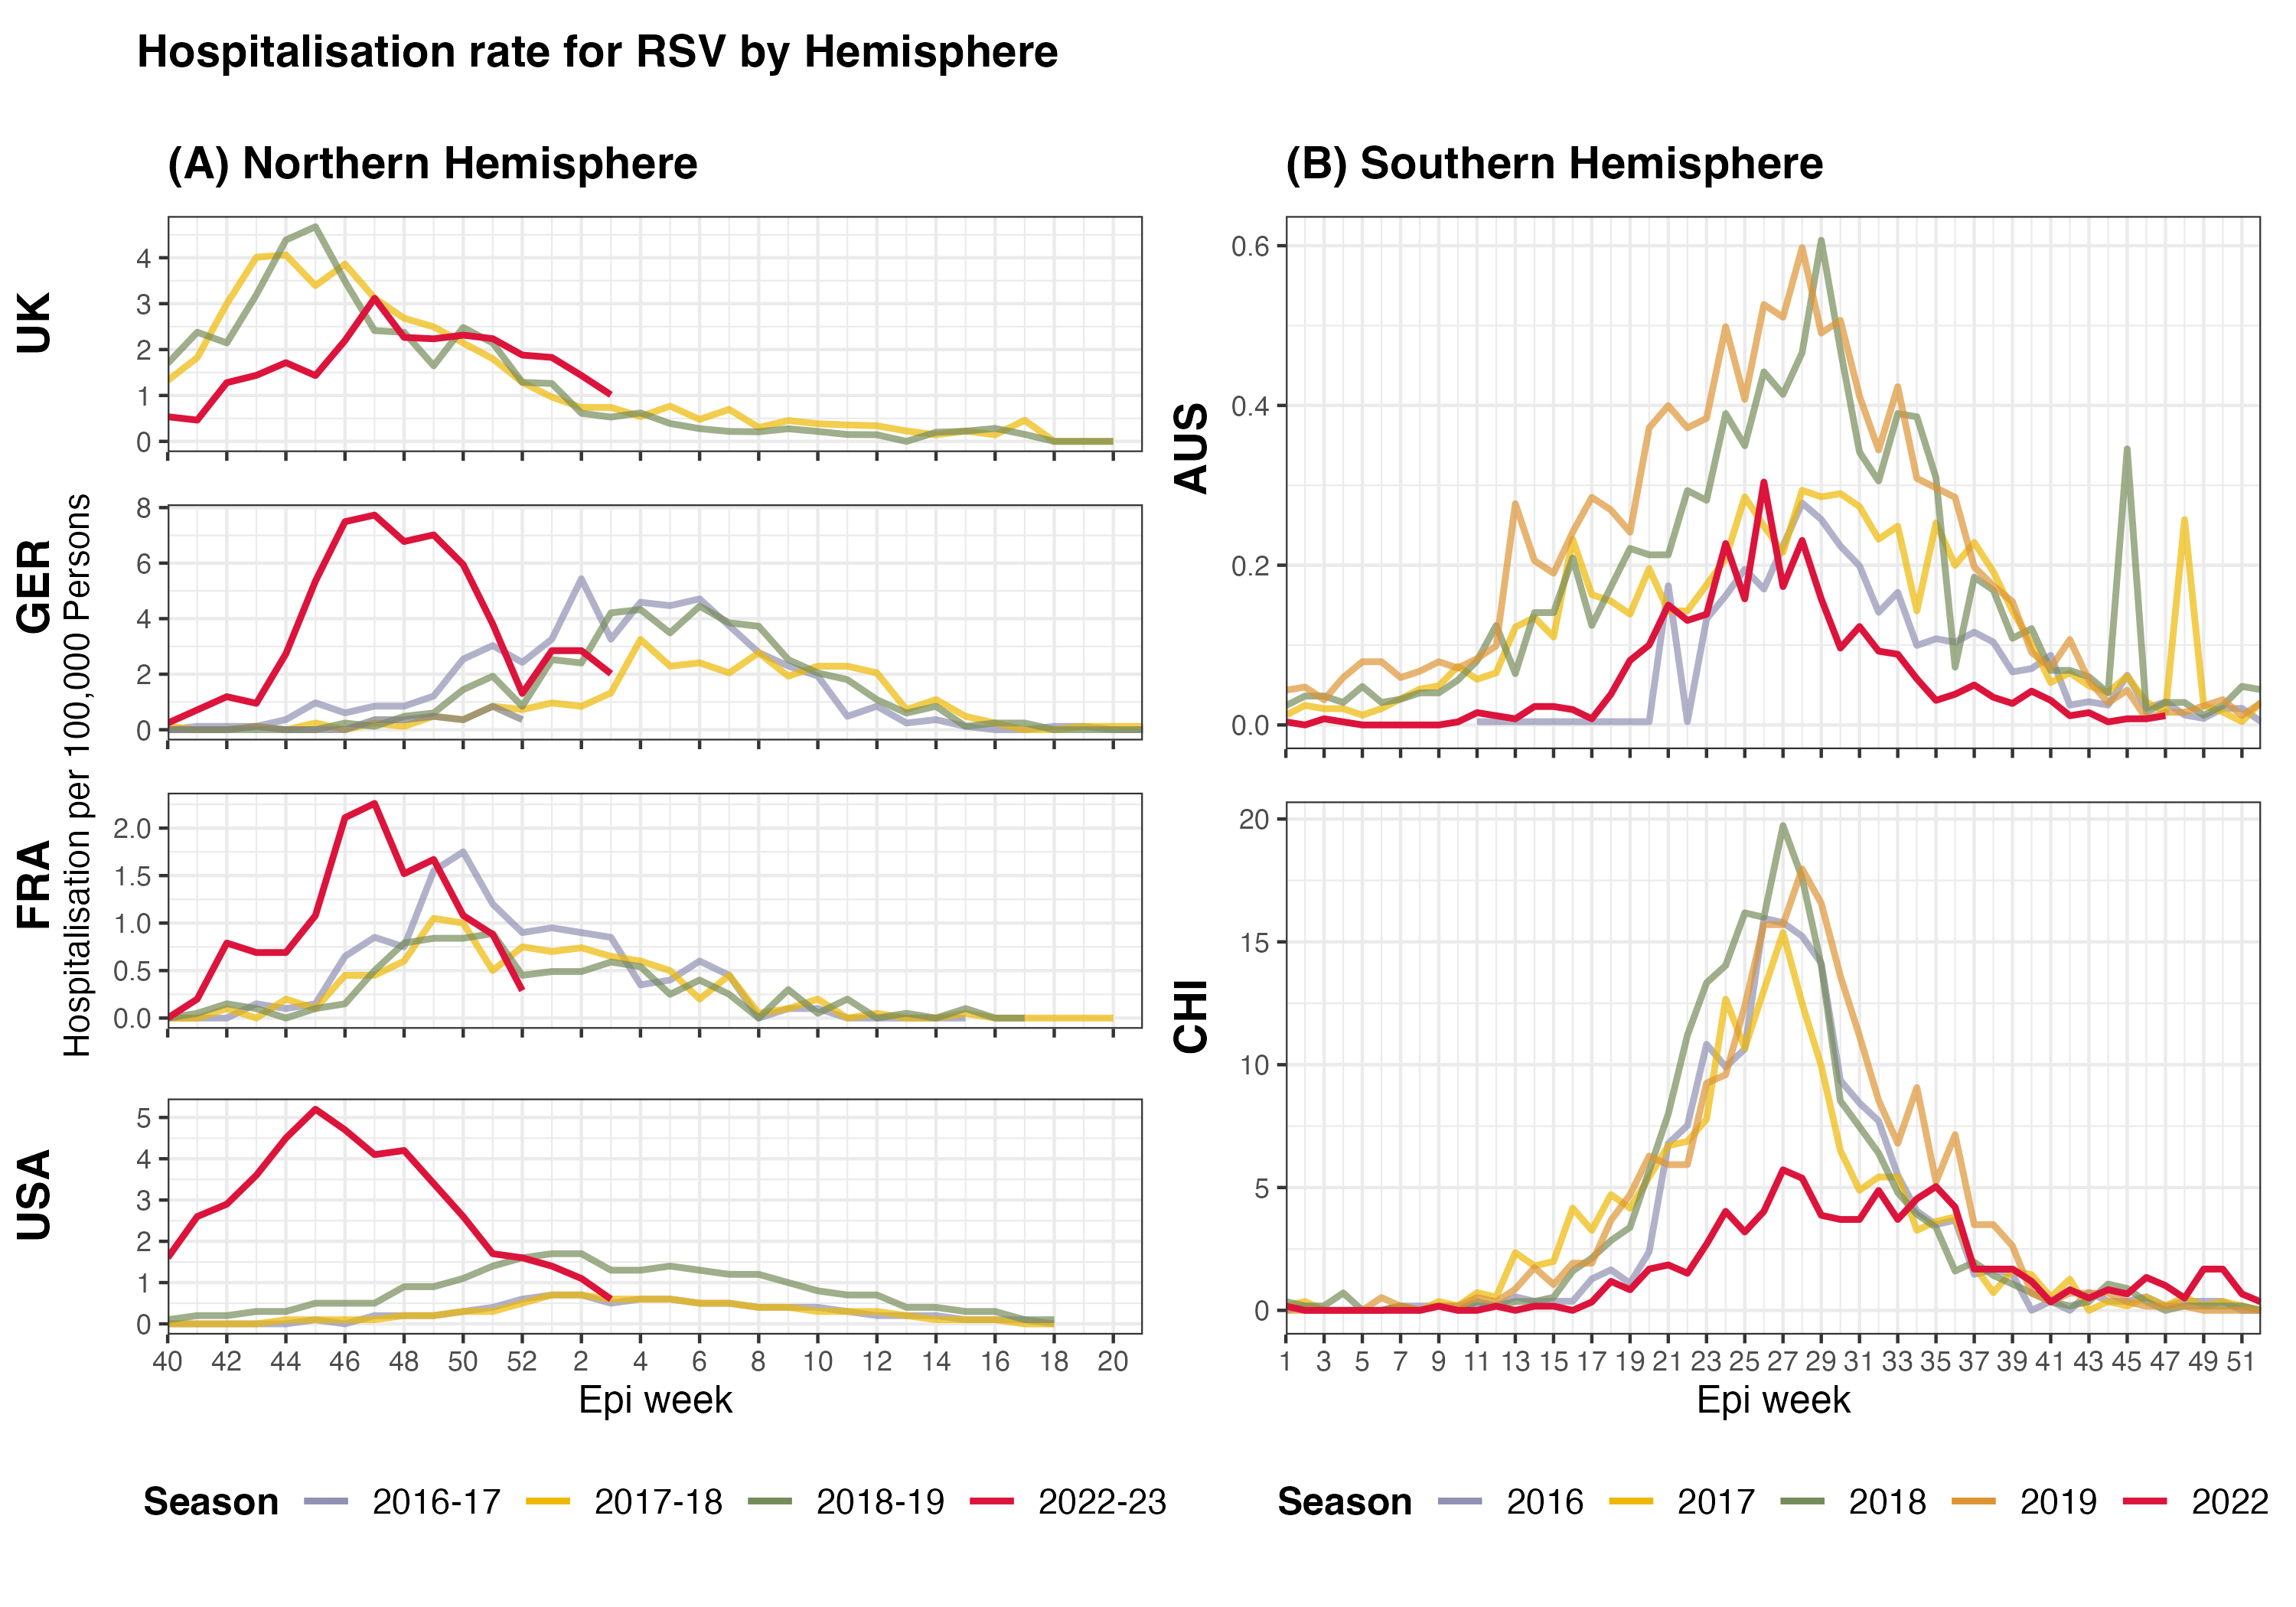 Hospitalisation rate for RSV by Hemisphere
(A) Northern Hemisphere
Hospitalisation per 100,000 Persons
UK
4
3
2
1
0
GER
8
6
4
2
0
FRA
2.0
1.5
1.0
0.5
0.0
USA
5
4
3
2
1
0
40 42 44 46 48 50 52 2 4 6 8 10 12 14 16 18 20
Epi week
Season 2016-17 2017-18 2018-19 2022-23
(B) Southern Hemisphere
AUS
0.6
0.4
0.2
0.0
CHI
20
15
10
5
0
1 3 5 7 9 11 13 15 17 19 21 23 25 27 29 31 33 35 37 39 41 43 45 47 49 51
Epi week
Season 2016 2017 2018 2019 2022